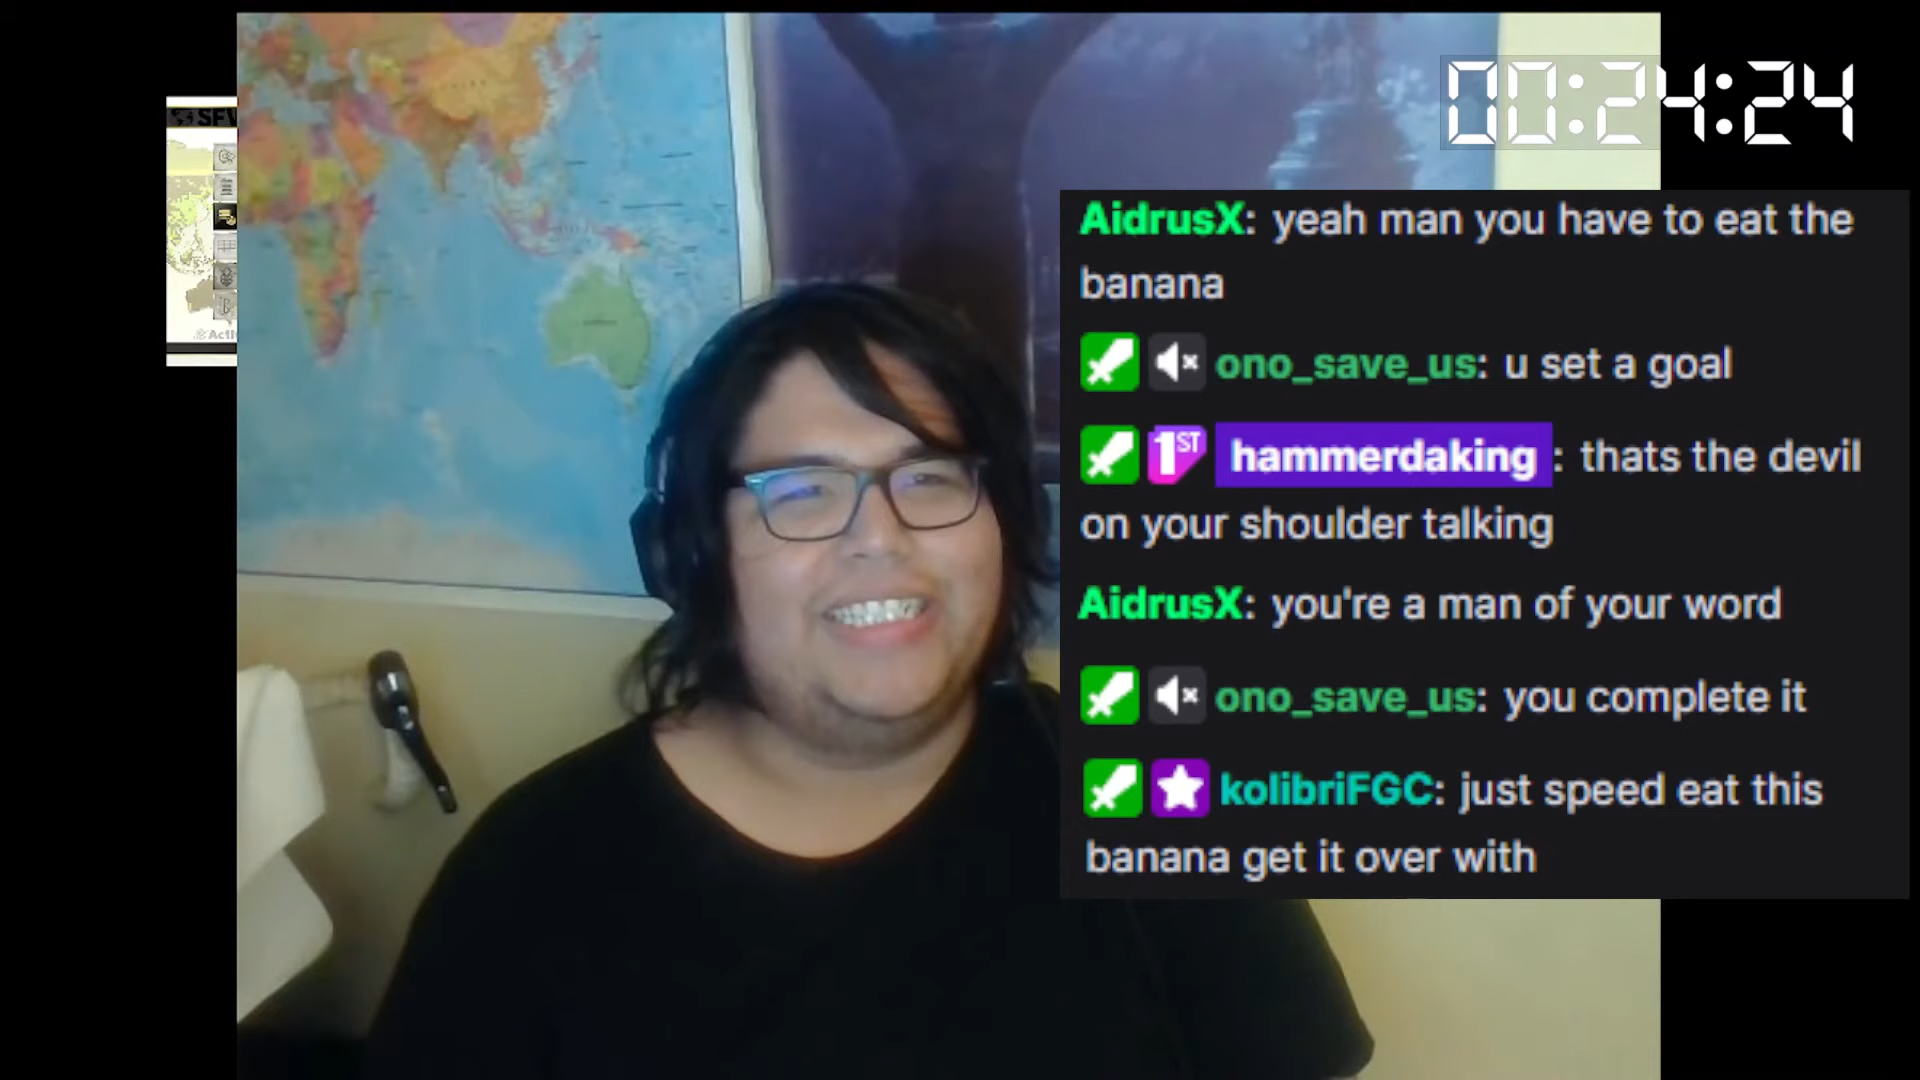 00:24:24
SFV
AidrusX: yeah man you have to eat the
banana
ono_save_us: u set a goal
1ST hammerdaking: thats the devil
on your shoulder talking
AidrusX: you're a man of your word
ono_save_us: you complete it
kolibriFGC: just speed eat this
banana get it over with